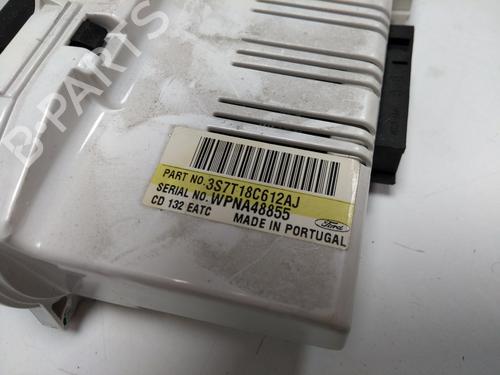 B-PARTS
PART NO. 3S7T18C612AJ
SERIAL NO. WPNA48855
CD 132 EATC MADE IN PORTUGAL
Ford